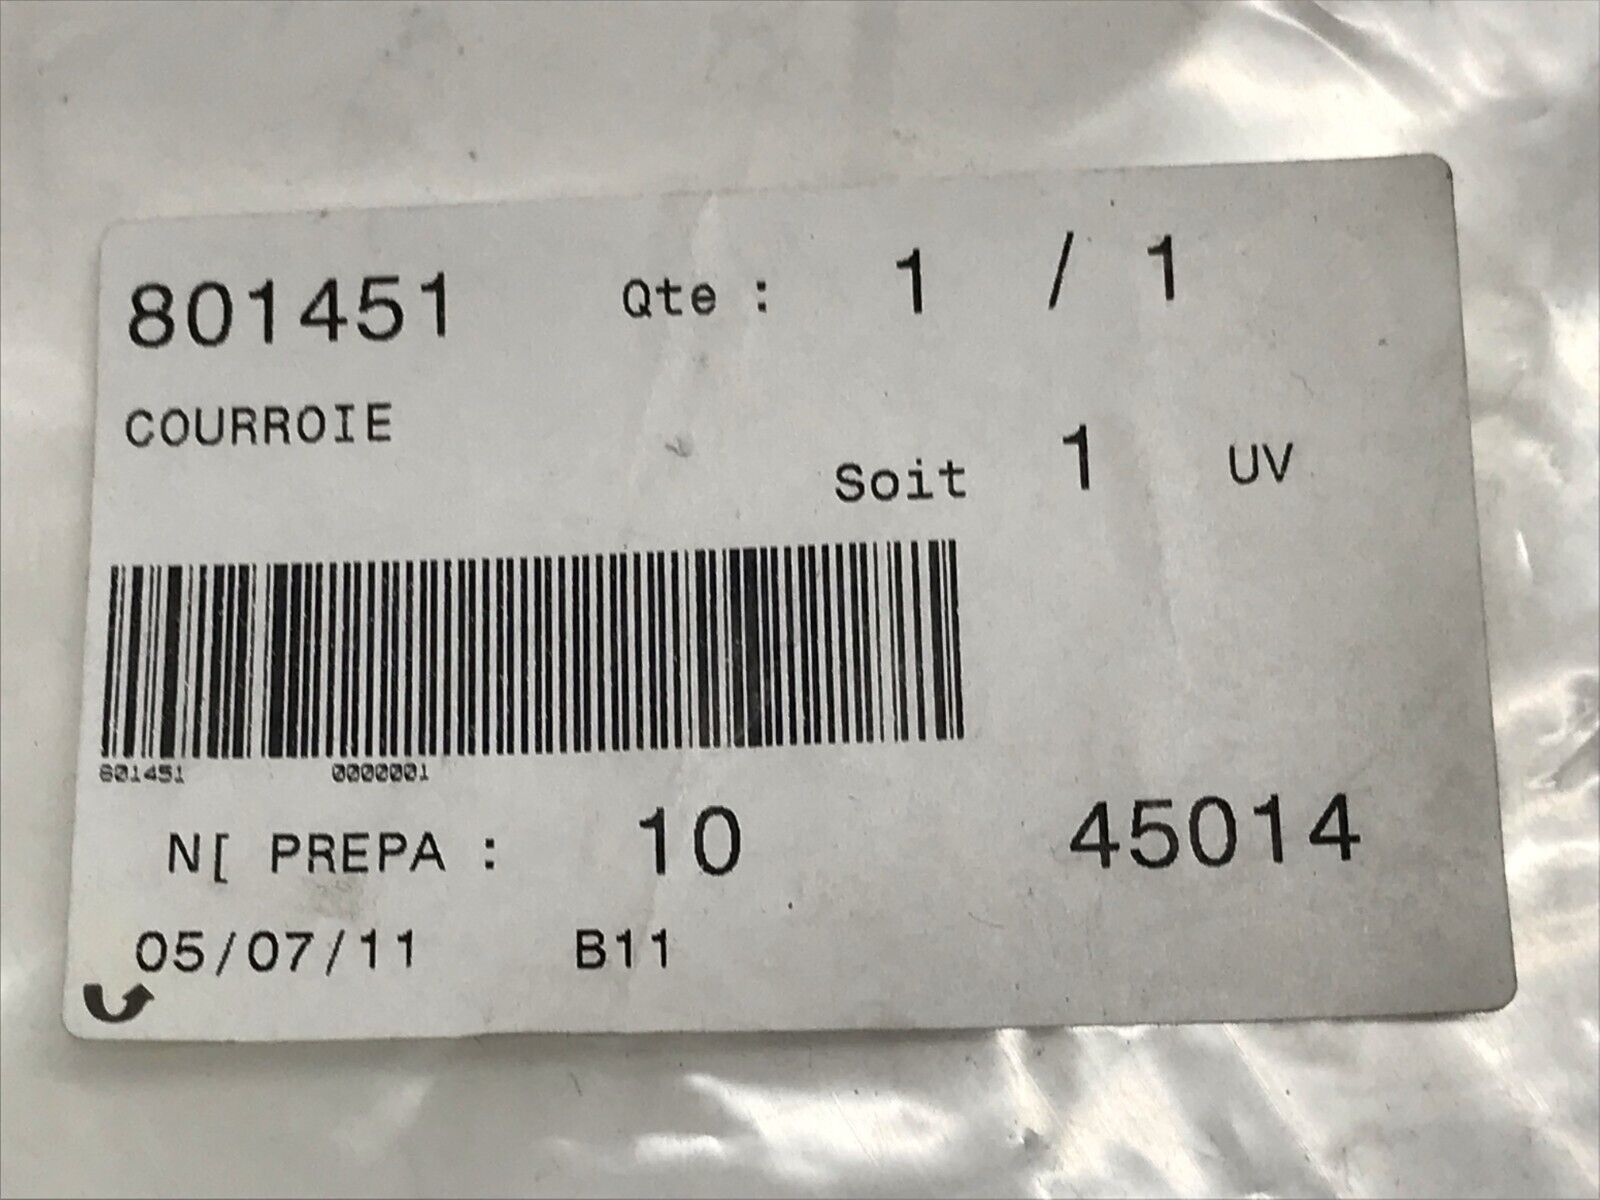 801451 Qte : 1 / 1
COURROIE
Soit 1 UV
801451 0000001
N[ PREPA : 10 45014
05/07/11 B11